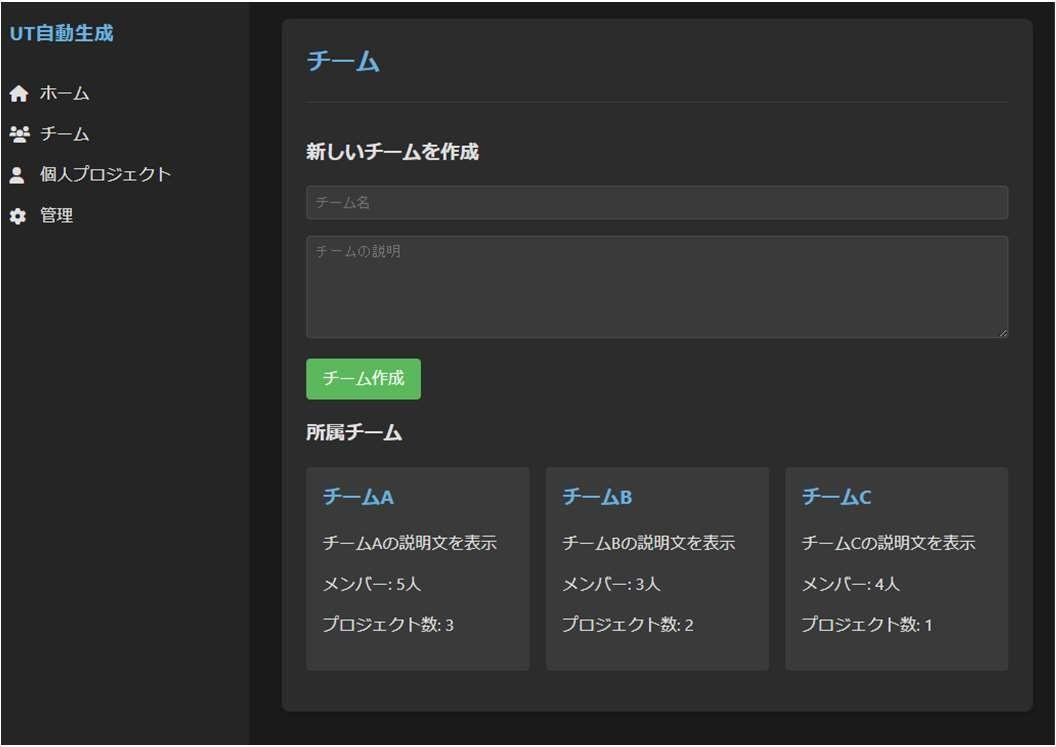 UT自動生成
ホーム
チーム
個人プロジェクト
管理
チーム
新しいチームを作成
チーム名
チームの説明
チーム作成
所属チーム
チームA
チームAの説明文を表示
メンバー: 5人
プロジェクト数: 3
チームB
チームBの説明文を表示
メンバー: 3人
プロジェクト数: 2
チームC
チームCの説明文を表示
メンバー: 4人
プロジェクト数: 1